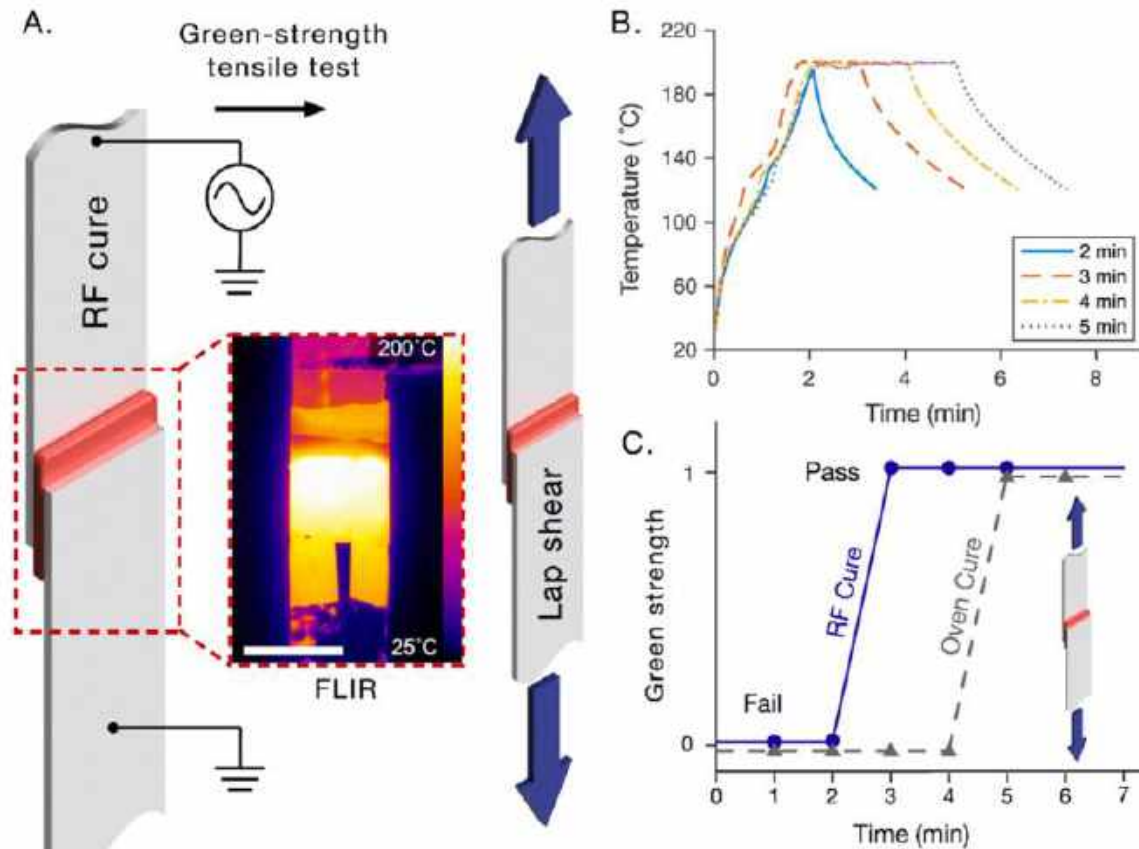 A.
Green-strength
tensile test
RF cure
200˚C
25˚C
FLIR
Lap shear
B.
Temperature ( ˚C)
220
180
140
100
60
20
0
2
4
6
8
Time (min)
2 min
3 min
4 min
5 min
C.
Green strength
1
0
Pass
Fail
RF Cure
Oven Cure
0
1
2
3
4
5
6
7
Time (min)